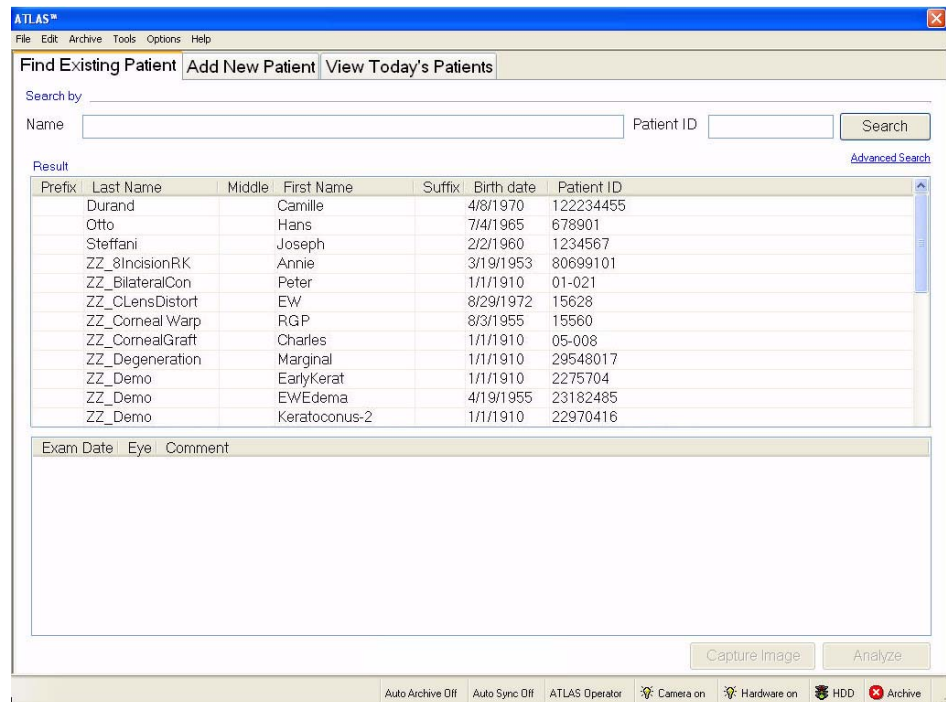 ATLAS™
File Edit Archive Tools Options Help
Find Existing Patient Add New Patient View Today's Patients
Search by
Name Patient ID Search
Advanced Search
Result
Prefix Last Name Middle First Name Suffix Birth date Patient ID
Durand Camille 4/8/1970 122234455
Otto Hans 7/4/1965 678901
Steffani Joseph 2/2/1960 1234567
ZZ_8IncisionRK Annie 3/19/1953 80699101
ZZ_BilateralCon Peter 1/1/1910 01-021
ZZ_CLensDistort EW 8/29/1972 15628
ZZ_Corneal Warp RGP 8/3/1955 15560
ZZ_CornealGraft Charles 1/1/1910 05-008
ZZ_Degeneration Marginal 1/1/1910 29548017
ZZ_Demo EarlyKerat 1/1/1910 2275704
ZZ_Demo EWEdema 4/19/1955 23182485
ZZ_Demo Keratoconus-2 1/1/1910 22970416
Exam Date Eye Comment
Capture Image Analyze
Auto Archive Off Auto Sync Off ATLAS Operator Camera on Hardware on HDD Archive